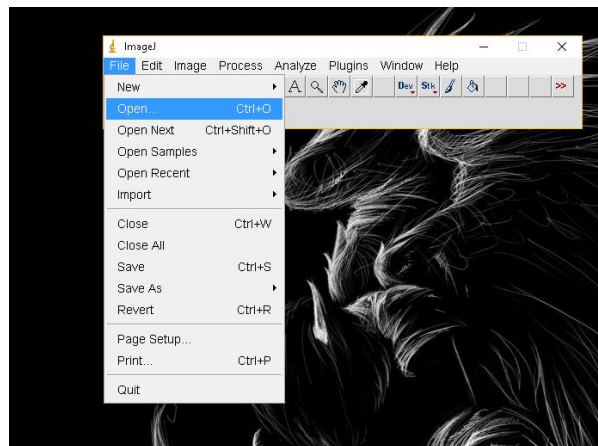 ImageJ
File Edit Image Process Analyze Plugins Window Help
A Dev Stk >>
New
Open... Ctrl+O
Open Next Ctrl+Shift+O
Open Samples
Open Recent
Import
Close Ctrl+W
Close All
Save Ctrl+S
Save As
Revert Ctrl+R
Page Setup...
Print... Ctrl+P
Quit